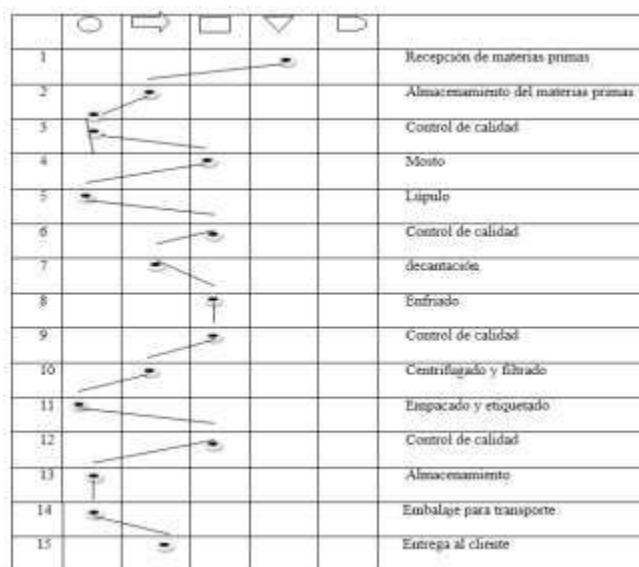 1 Recepción de materias primas
2 Almacenamiento del materias primas
3 Control de calidad
4 Mosto
5 Lúpulo
6 Control de calidad
7 decantación
8 Enfriado
9 Control de calidad
10 Centrifugado y filtrado
11 Empacado y etiquetado
12 Control de calidad
13 Almacenamiento
14 Embalaje para transporte
15 Entrega al cliente